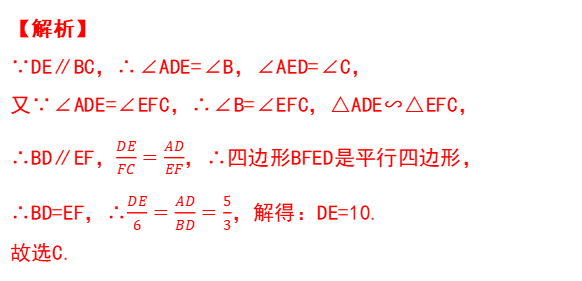 【解析】
∵DE∥BC，∴∠ADE=∠B，∠AED=∠C，
又∵∠ADE=∠EFC，∴∠B=∠EFC，△ADE∽△EFC，
∴BD∥EF，DE/FC=AD/EF，∴四边形BFED是平行四边形，
∴BD=EF，∴DE/6=AD/BD=5/3，解得：DE=10.
故选C.